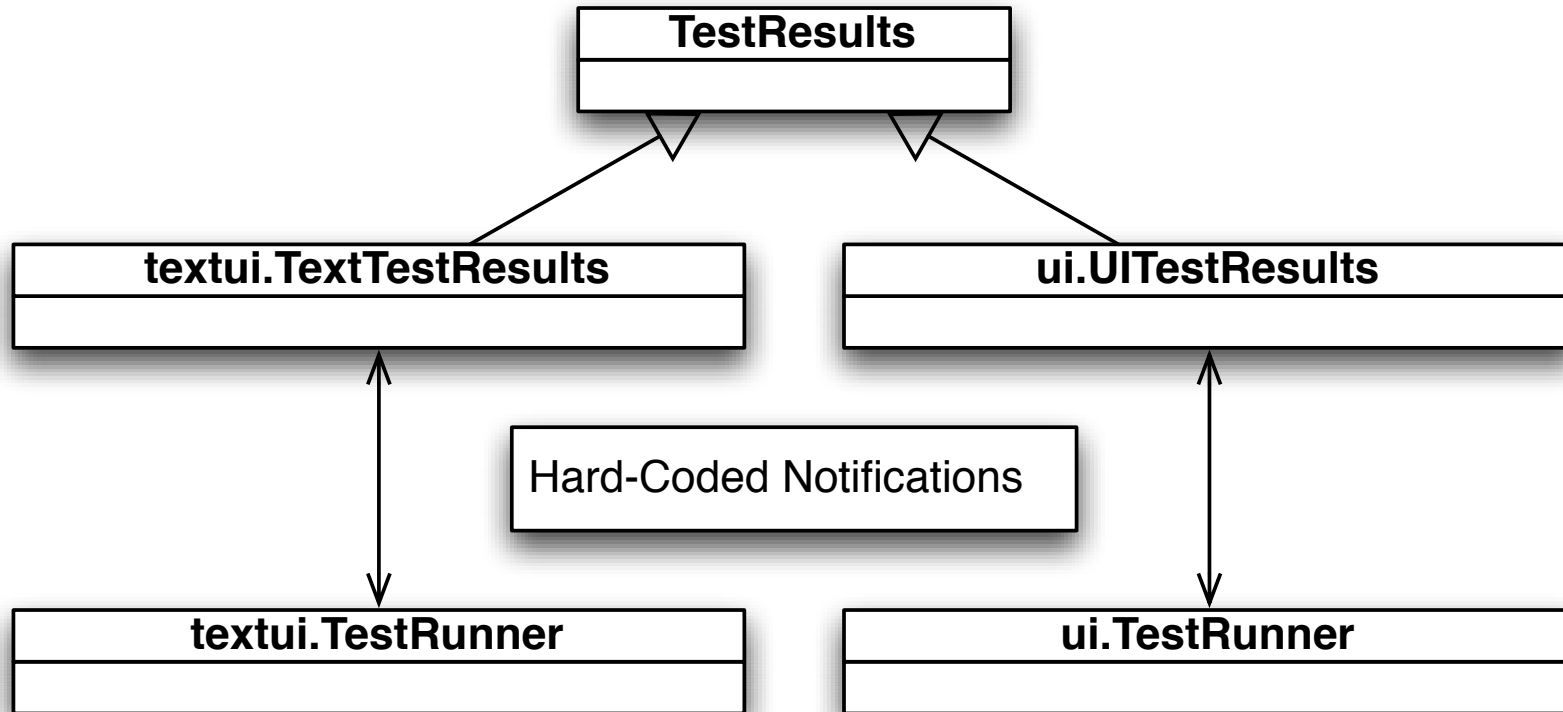 TestResults
textui.TextTestResults
ui.UITestResults
Hard-Coded Notifications
textui.TestRunner
ui.TestRunner